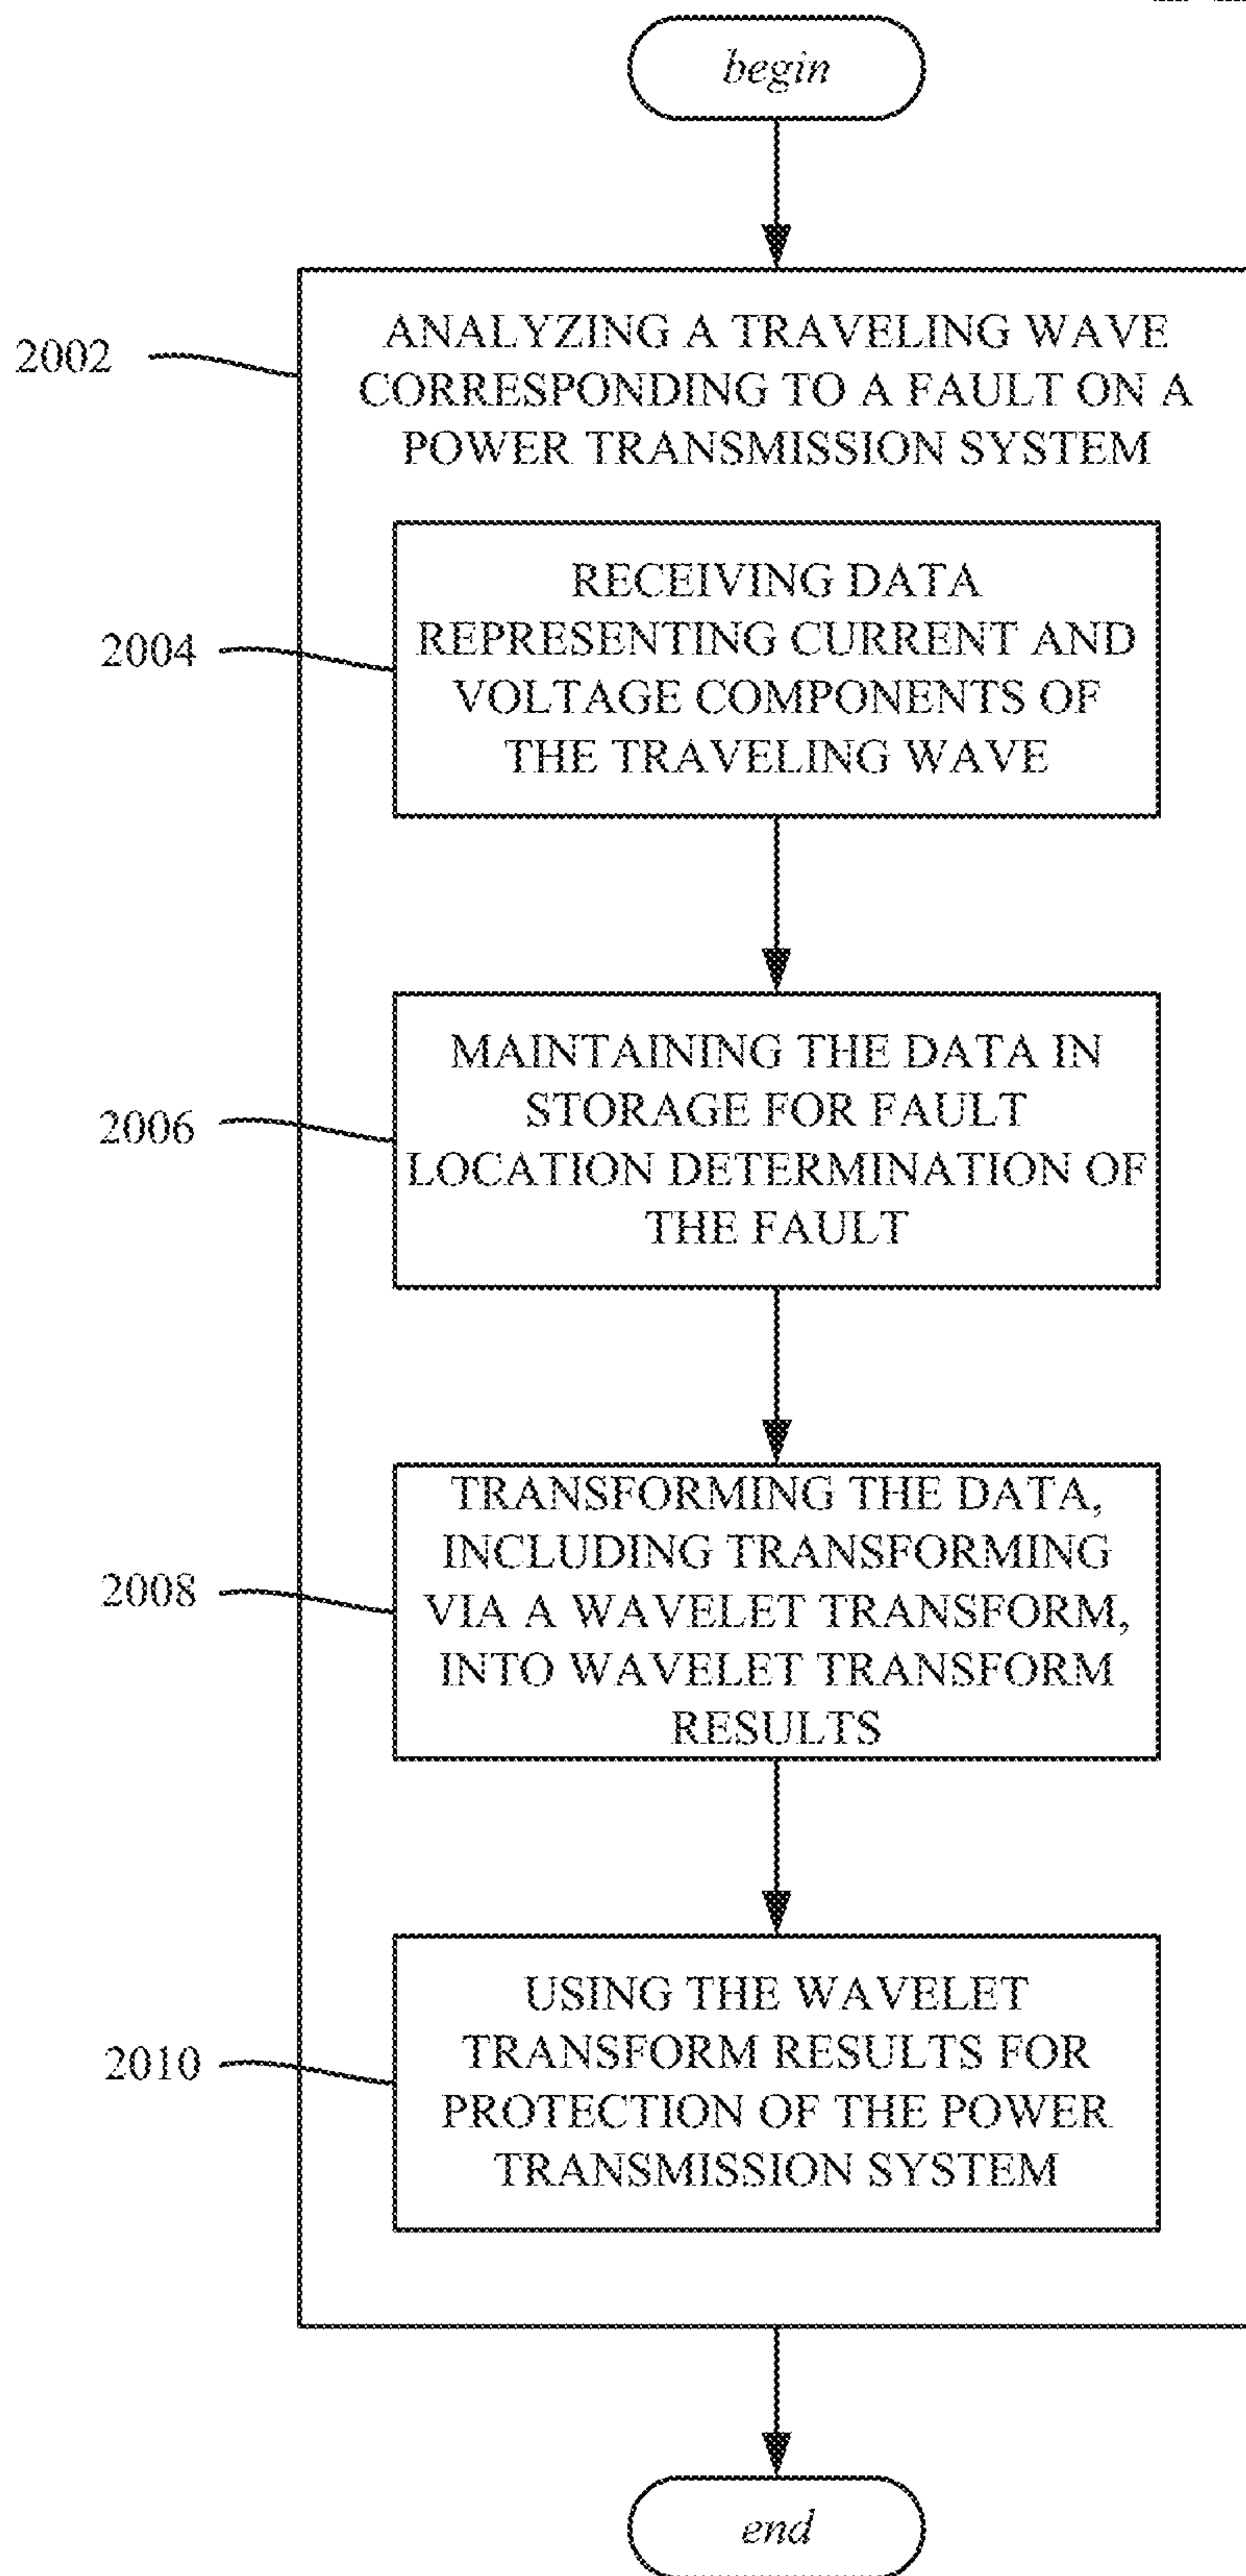 begin
2002
ANALYZING A TRAVELING WAVE
CORRESPONDING TO A FAULT ON A
POWER TRANSMISSION SYSTEM
2004
RECEIVING DATA
REPRESENTING CURRENT AND
VOLTAGE COMPONENTS OF
THE TRAVELING WAVE
2006
MAINTAINING THE DATA IN
STORAGE FOR FAULT
LOCATION DETERMINATION OF
THE FAULT
2008
TRANSFORMING THE DATA,
INCLUDING TRANSFORMING
VIA A WAVELET TRANSFORM,
INTO WAVELET TRANSFORM
RESULTS
2010
USING THE WAVELET
TRANSFORM RESULTS FOR
PROTECTION OF THE POWER
TRANSMISSION SYSTEM
end